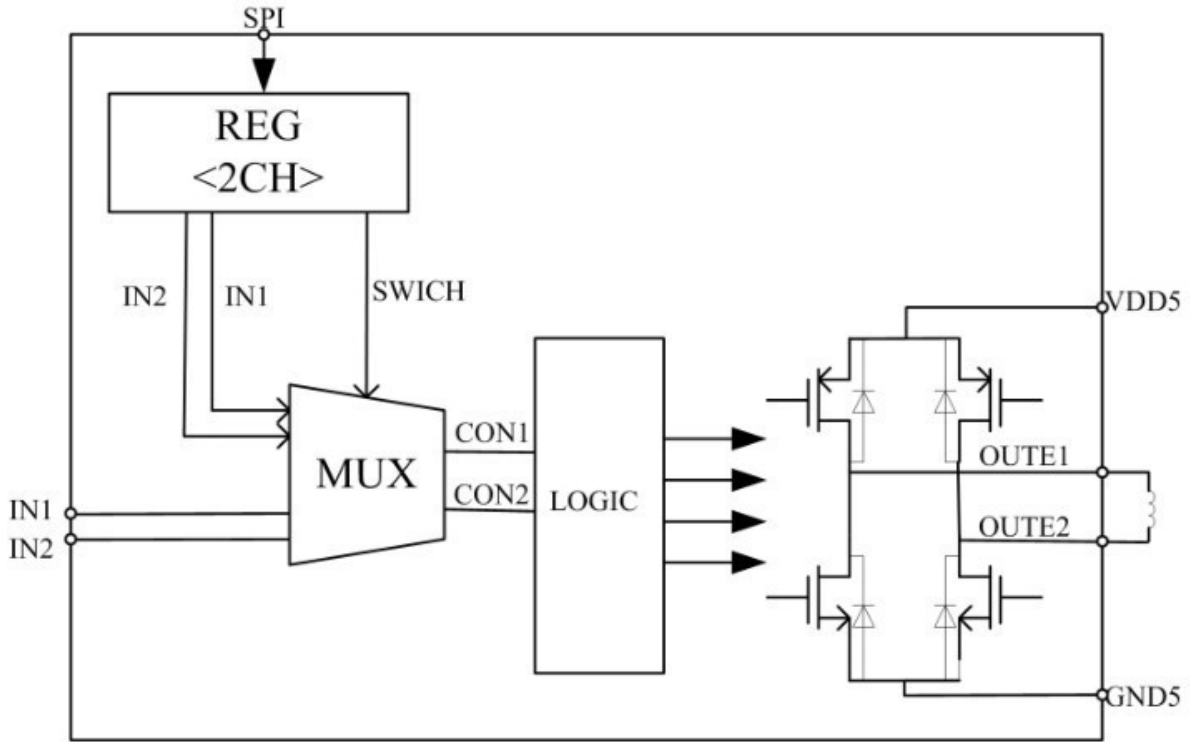 SPI
REG
<2CH>
IN2
IN1
SWICH
VDD5
MUX
CON1
CON2
LOGIC
OUTE1
OUTE2
IN1
IN2
GND5